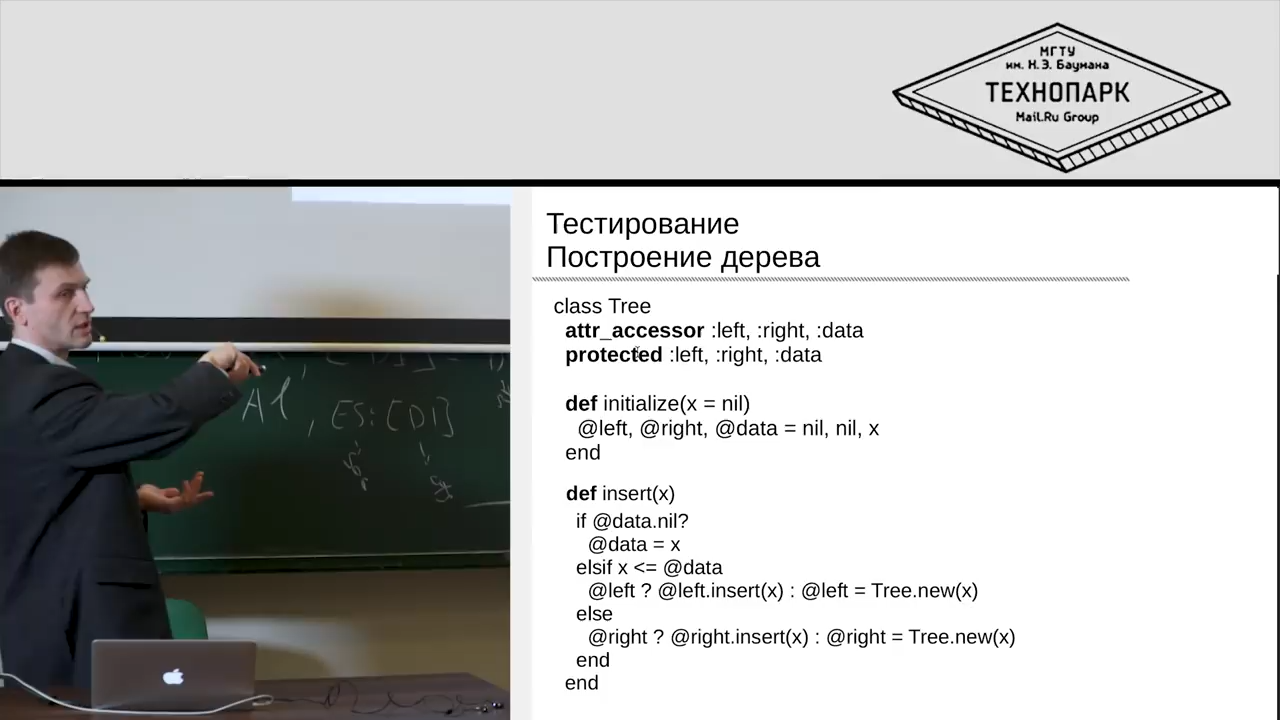 МГТУ
им. Н.Э. Баумана
ТЕХНОПАРК
Mail.Ru Group
Тестирование
Построение дерева
class Tree
attr_accessor :left, :right, :data
protected :left, :right, :data
def initialize(x = nil)
@left, @right, @data = nil, nil, x
end
def insert(x)
if @data.nil?
@data = x
elsif x <= @data
@left ? @left.insert(x) : @left = Tree.new(x)
else
@right ? @right.insert(x) : @right = Tree.new(x)
end
end